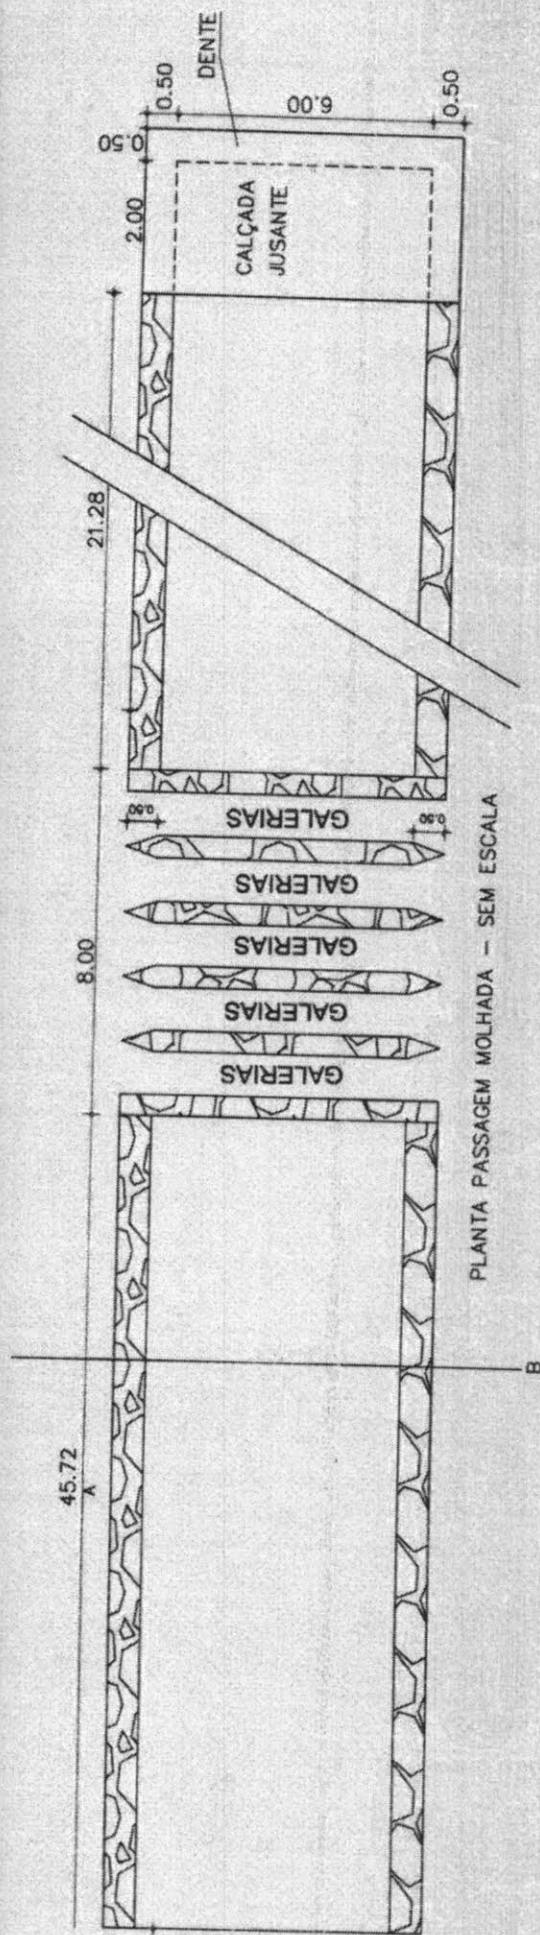 45.72
A
8.00
21.28
2.00
0.50
0.50
6.00
0.50
DENTE
CALÇADA
JUSANTE
0.50
0.50
GALERIAS
GALERIAS
GALERIAS
GALERIAS
GALERIAS
B
PLANTA PASSAGEM MOLHADA - SEM ESCALA